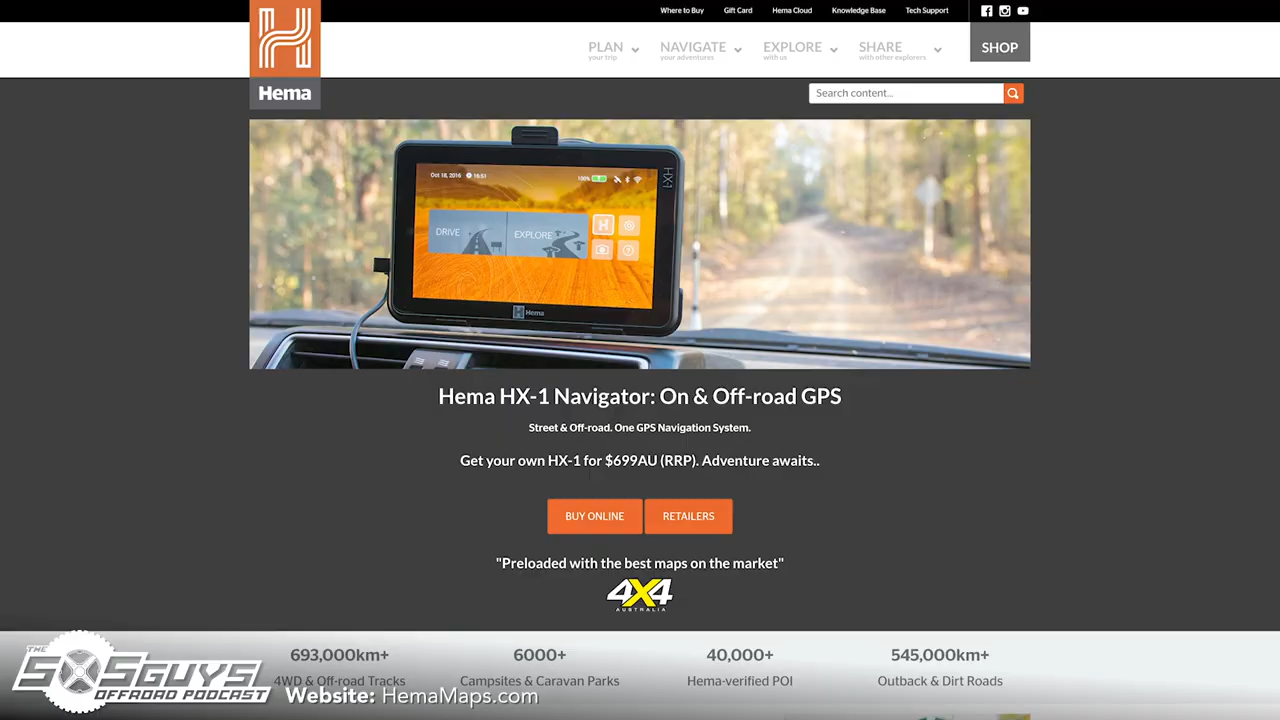 Where to Buy
Gift Card
Hema Cloud
Knowledge Base
Tech Support
PLAN
your trip
NAVIGATE
your adventures
EXPLORE
with us
SHARE
with other explorers
SHOP
Hema
Search content...
Oct 18, 2016 16:51
100%
HX-1
DRIVE
EXPLORE
H
?
Hema
Hema HX-1 Navigator: On & Off-road GPS
Street & Off-road. One GPS Navigation System.
Get your own HX-1 for $699AU (RRP). Adventure awaits..
BUY ONLINE
RETAILERS
"Preloaded with the best maps on the market"
4X4
AUSTRALIA
693,000km+
6000+
40,000+
545,000km+
4WD & Off-road Tracks
Campsites & Caravan Parks
Hema-verified POI
Outback & Dirt Roads
THE
SXSGUYS
OFFROAD PODCAST
Website: HemaMaps.com